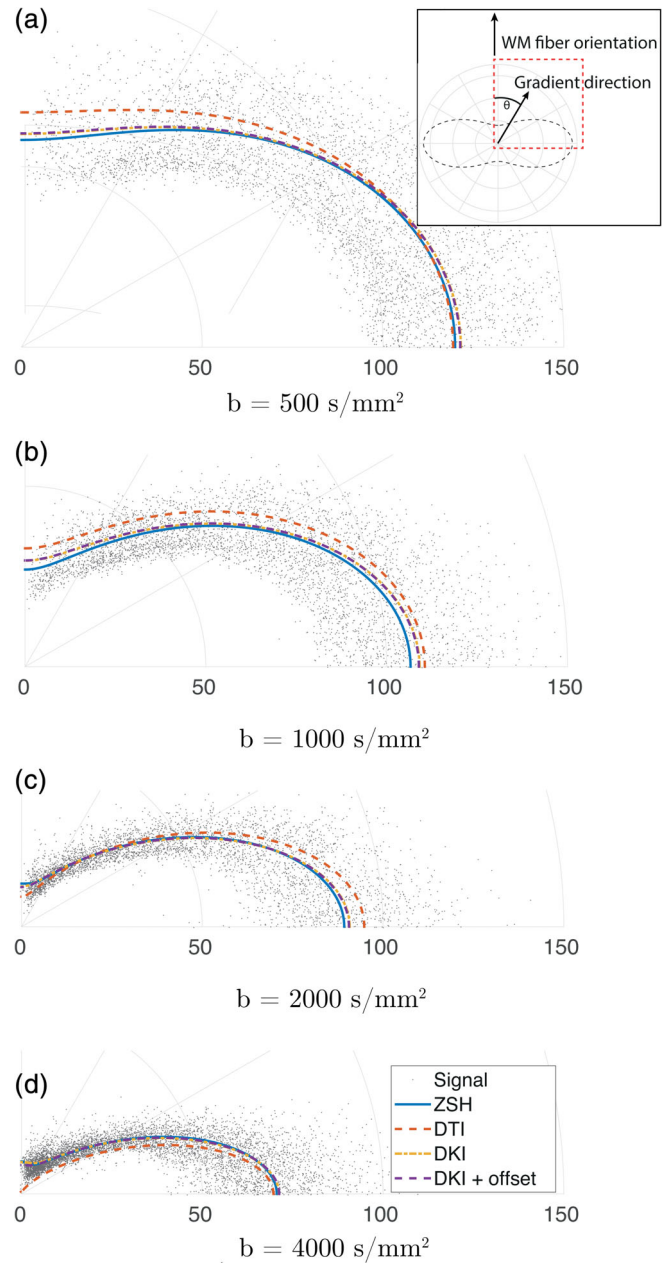 (a)
WM fiber orientation
Gradient direction
θ
0 50 100 150
b = 500 s/mm²
(b)
0 50 100 150
b = 1000 s/mm²
(c)
0 50 100 150
b = 2000 s/mm²
(d)
Signal
ZSH
DTI
DKI
DKI + offset
0 50 100 150
b = 4000 s/mm²